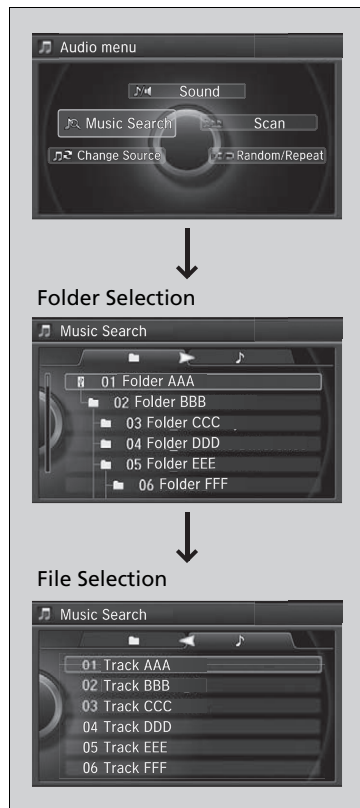 Audio menu
Sound
Music Search
Scan
Change Source
Random/Repeat
Folder Selection
Music Search
01 Folder AAA
02 Folder BBB
03 Folder CCC
04 Folder DDD
05 Folder EEE
06 Folder FFF
File Selection
Music Search
01 Track AAA
02 Track BBB
03 Track CCC
04 Track DDD
05 Track EEE
06 Track FFF